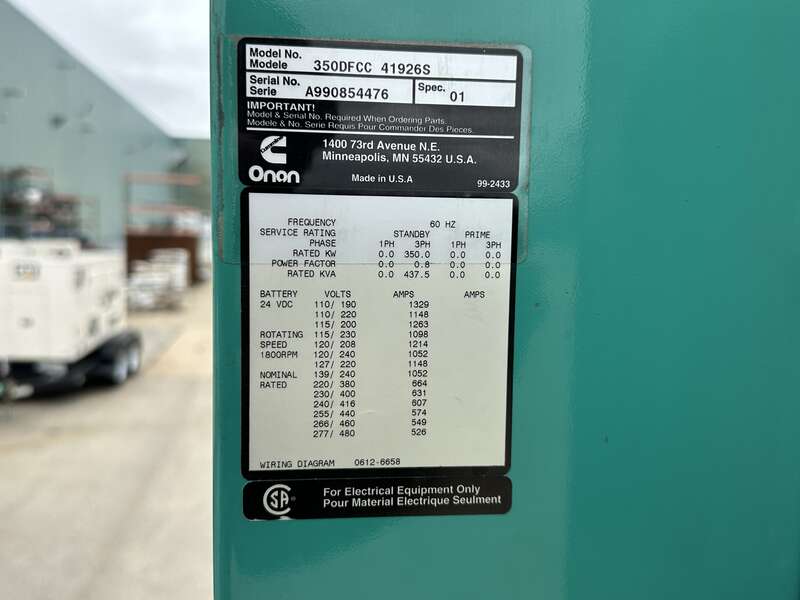 Model No.
Modele 350DFCC 41926S
Serial No.
Serie A990854476 Spec. 01
IMPORTANT!
Model & Serial No. Required When Ordering Parts.
Modele & No. Serie Requis Pour Commander Des Pieces.
Onan
1400 73rd Avenue N.E.
Minneapolis, MN 55432 U.S.A.
Made in U.S.A
99-2433
FREQUENCY 60 HZ
SERVICE RATING STANDBY PRIME
PHASE 1PH 3PH 1PH 3PH
RATED KW 0.0 350.0 0.0 0.0
POWER FACTOR 0.0 0.8 0.0 0.0
RATED KVA 0.0 437.5 0.0 0.0
BATTERY VOLTS AMPS AMPS
24 VDC 110/ 190 1329
110/ 220 1148
115/ 200 1263
ROTATING 115/ 230 1098
SPEED 120/ 208 1214
1800RPM 120/ 240 1052
127/ 220 1148
NOMINAL 139/ 240 1052
RATED 220/ 380 664
230/ 400 631
240/ 416 607
255/ 440 574
266/ 460 549
277/ 480 526
WIRING DIAGRAM 0612-6658
SA
For Electrical Equipment Only
Pour Material Electrique Seulment